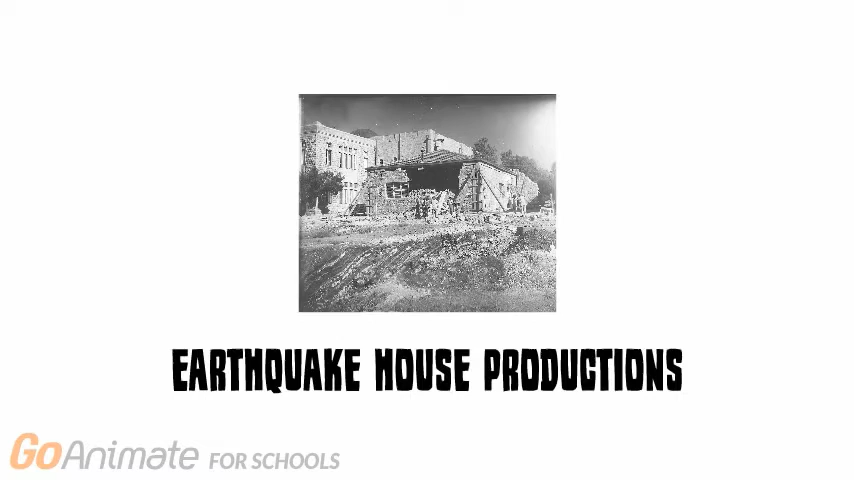 EARTHQUAKE HOUSE PRODUCTIONS
GoAnimate FOR SCHOOLS